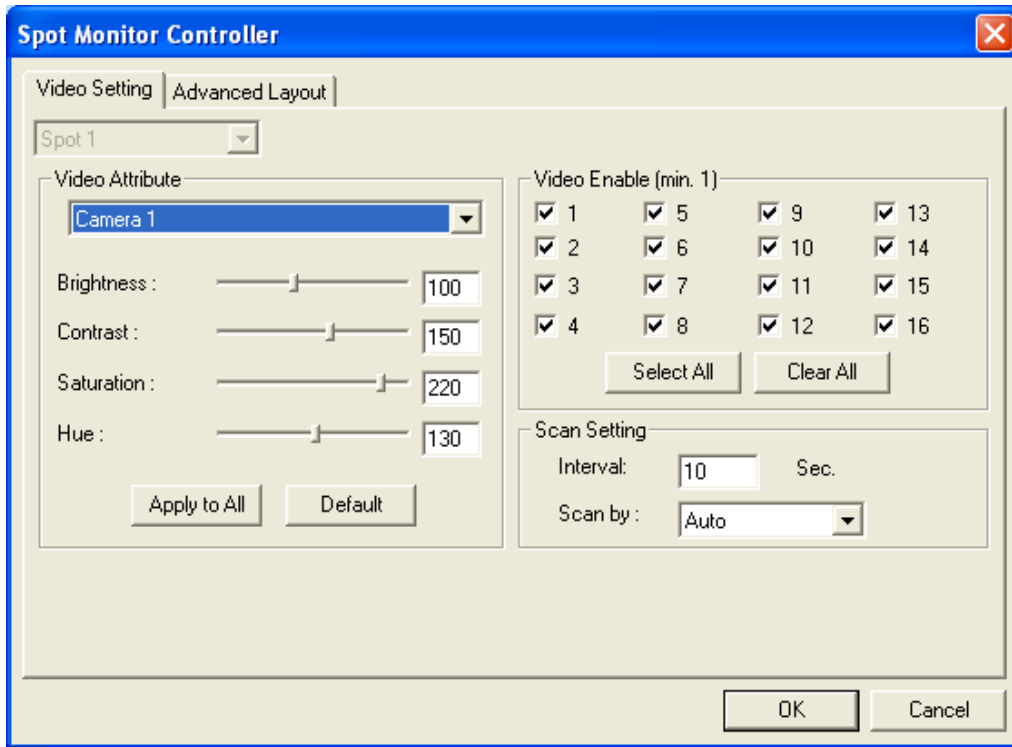 Spot Monitor Controller
Video Setting
Advanced Layout
Spot 1
Video Attribute
Camera 1
Brightness : 100
Contrast : 150
Saturation : 220
Hue : 130
Apply to All
Default
Video Enable (min. 1)
1 5 9 13
2 6 10 14
3 7 11 15
4 8 12 16
Select All
Clear All
Scan Setting
Interval: 10 Sec.
Scan by : Auto
OK
Cancel